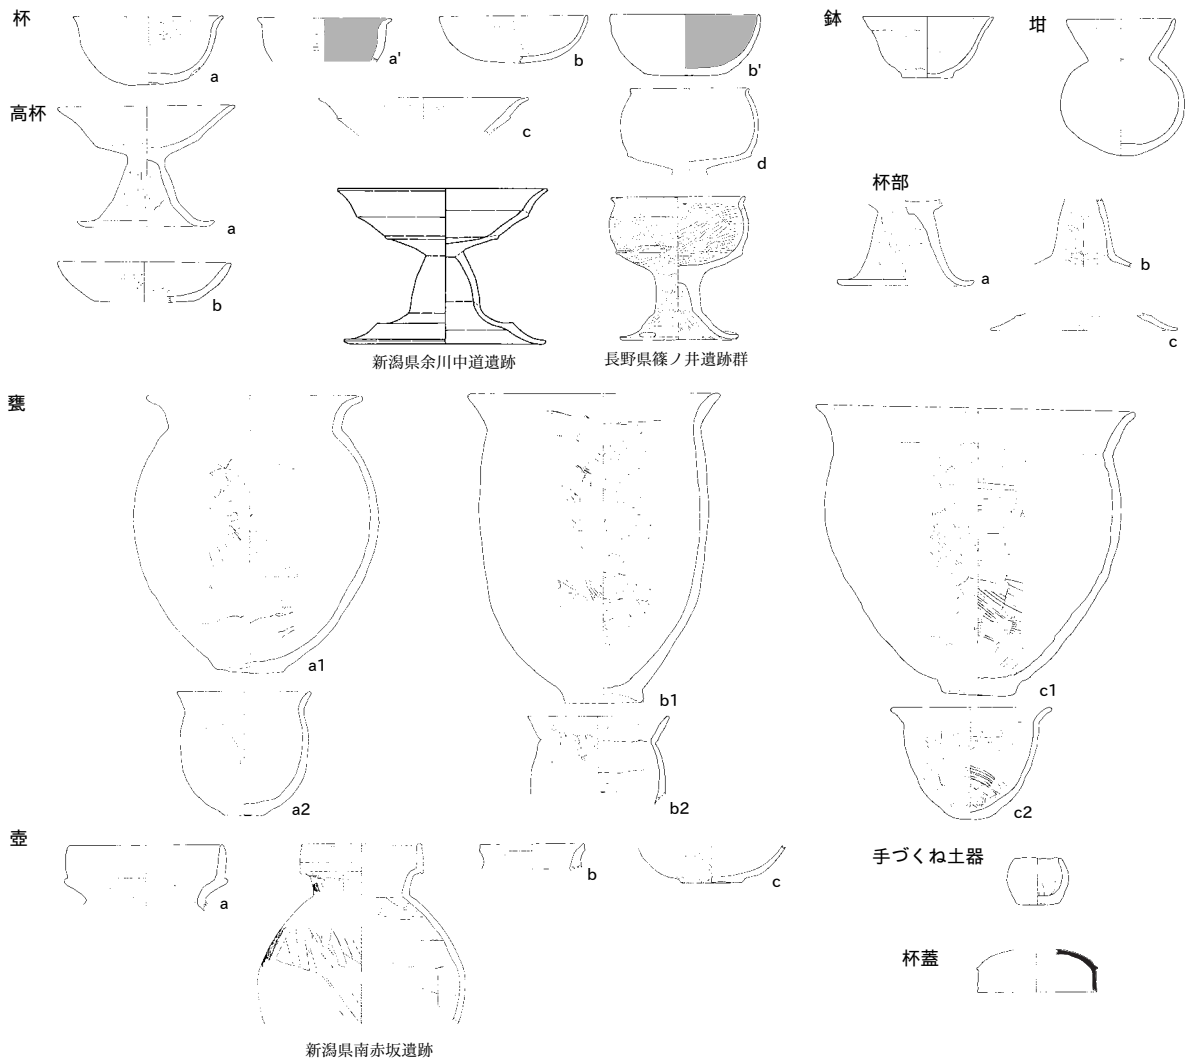 杯
a
a'
b
b'
鉢
坩
高杯
a
c
d
b
新潟県余川中道遺跡
長野県篠ノ井遺跡群
杯部
a
b
c
甕
a1
b1
c1
a2
b2
c2
壺
a
b
c
新潟県南赤坂遺跡
手づくね土器
杯蓋